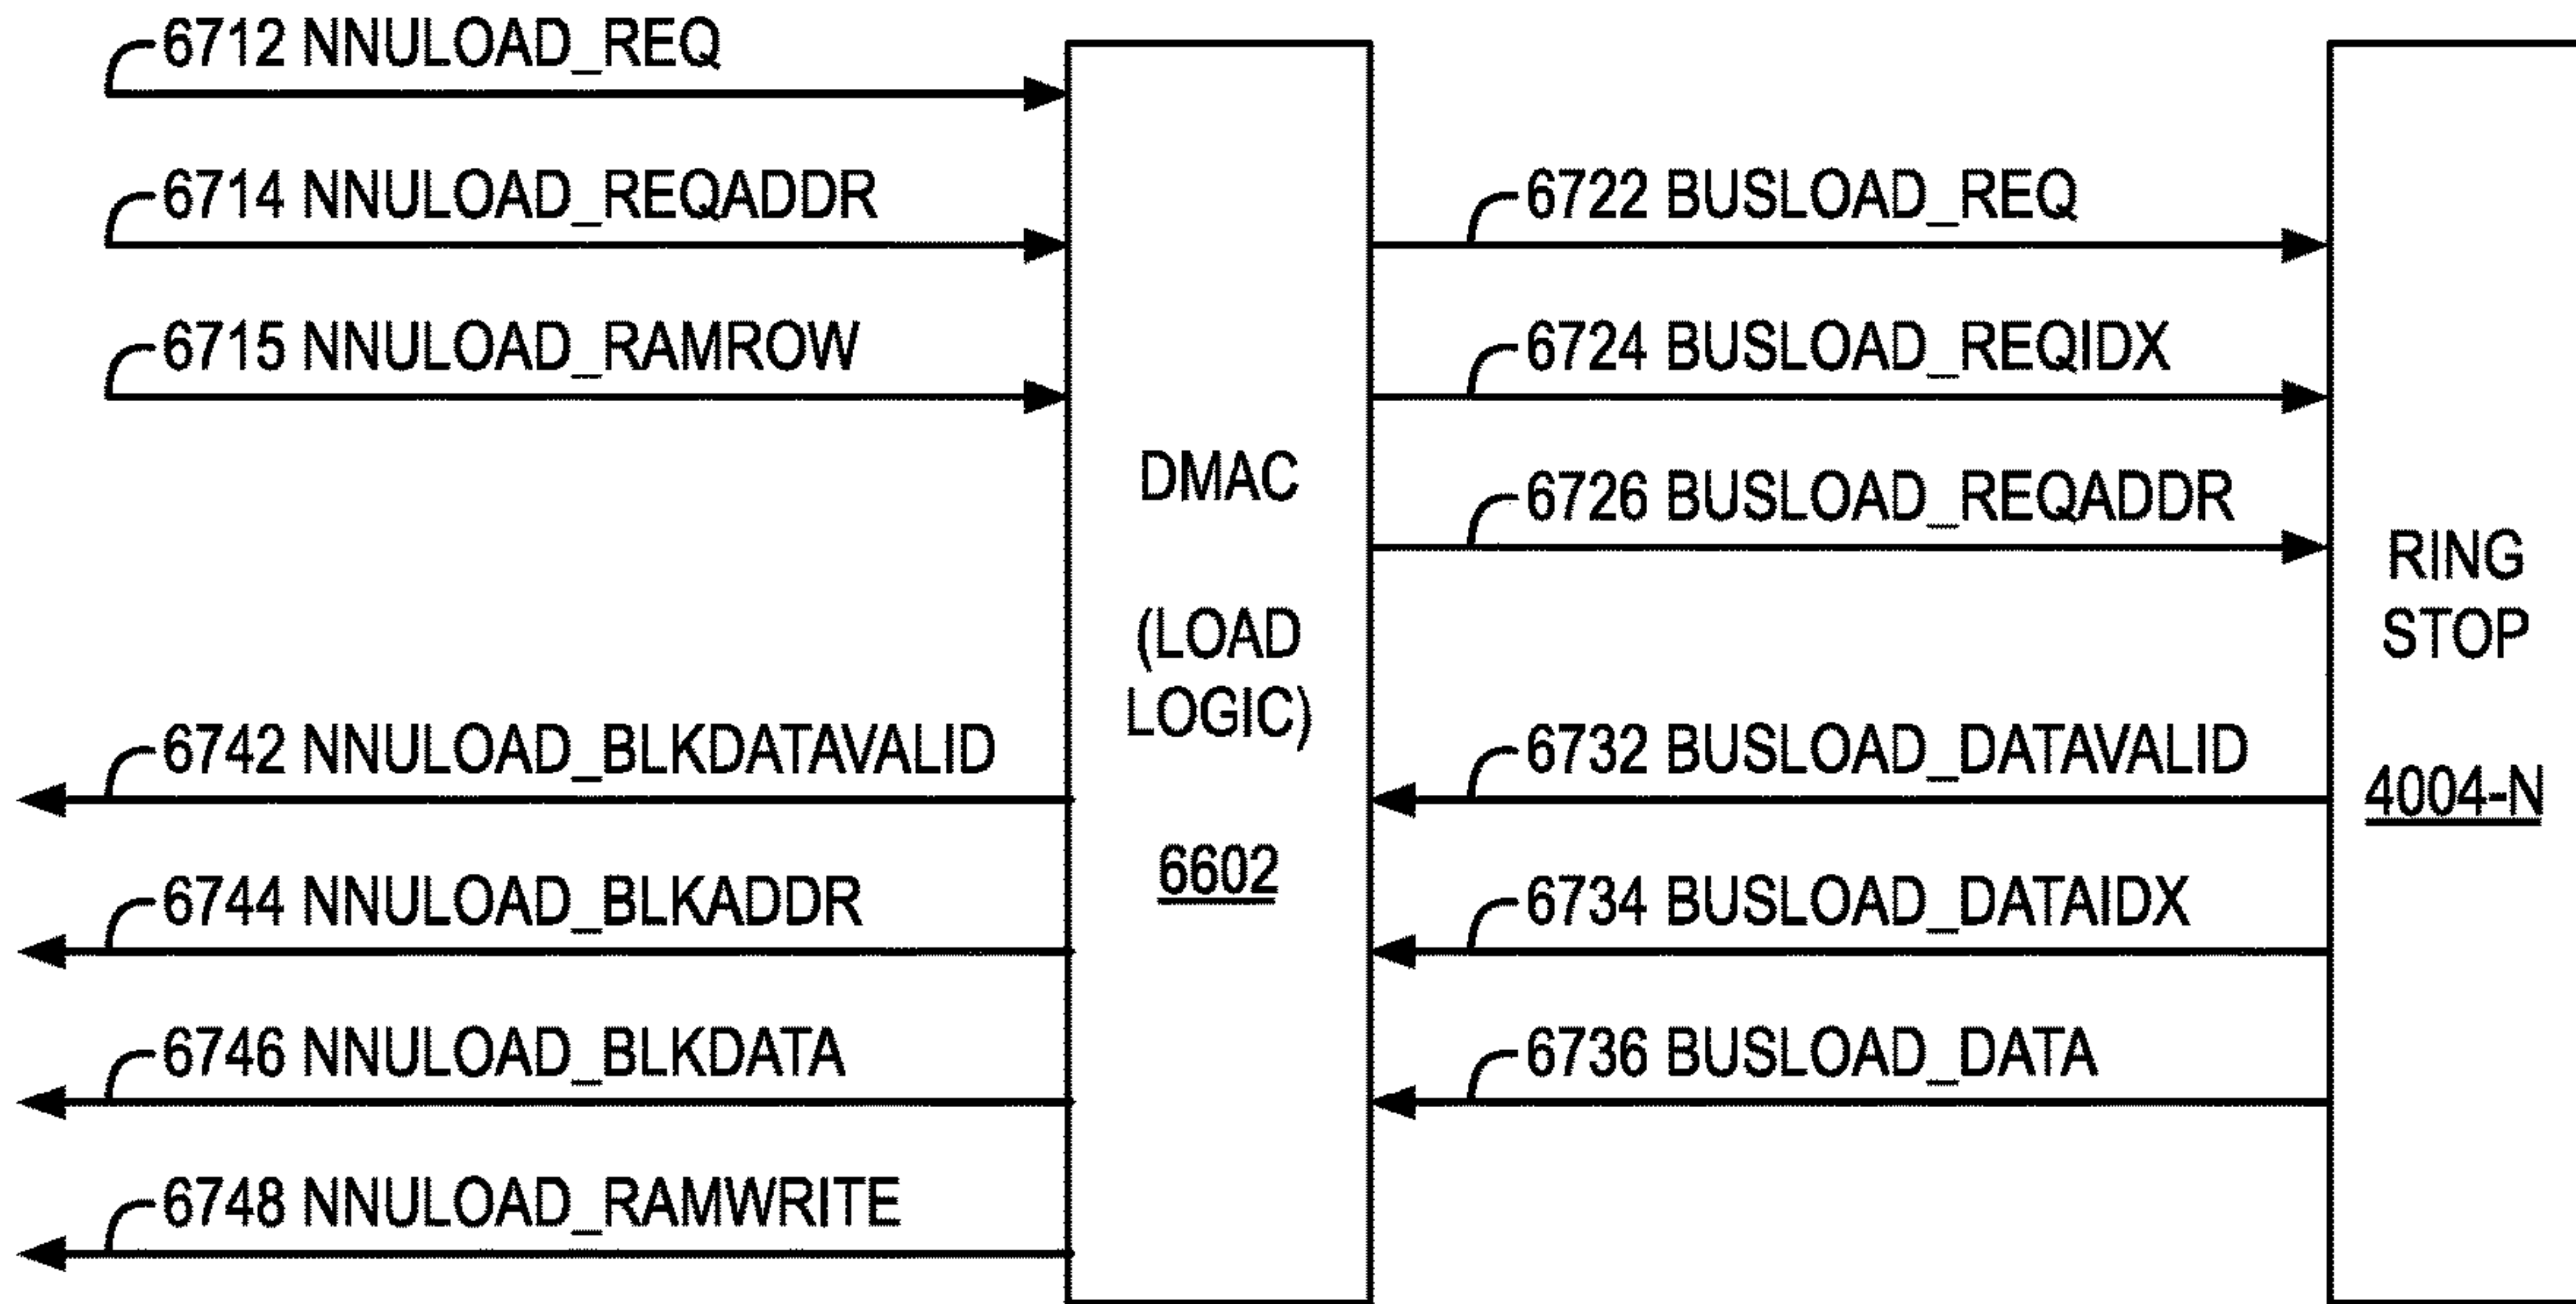 6712 NNULOAD_REQ
6714 NNULOAD_REQADDR
6715 NNULOAD_RAMROW
6742 NNULOAD_BLKDATAVALID
6744 NNULOAD_BLKADDR
6746 NNULOAD_BLKDATA
6748 NNULOAD_RAMWRITE
DMAC
(LOAD
LOGIC)
6602
6722 BUSLOAD_REQ
6724 BUSLOAD_REQIDX
6726 BUSLOAD_REQADDR
6732 BUSLOAD_DATAVALID
6734 BUSLOAD_DATAIDX
6736 BUSLOAD_DATA
RING
STOP
4004-N